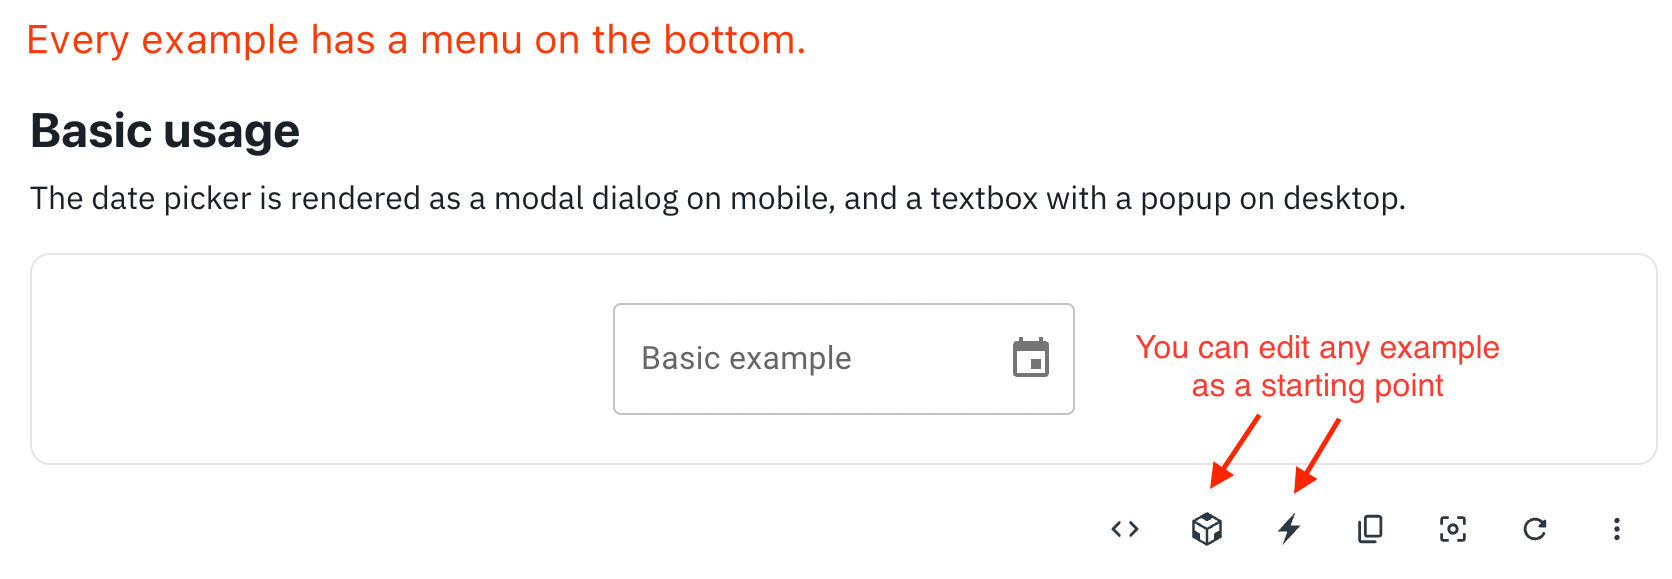 Every example has a menu on the bottom.
Basic usage
The date picker is rendered as a modal dialog on mobile, and a textbox with a popup on desktop.
Basic example
You can edit any example
as a starting point